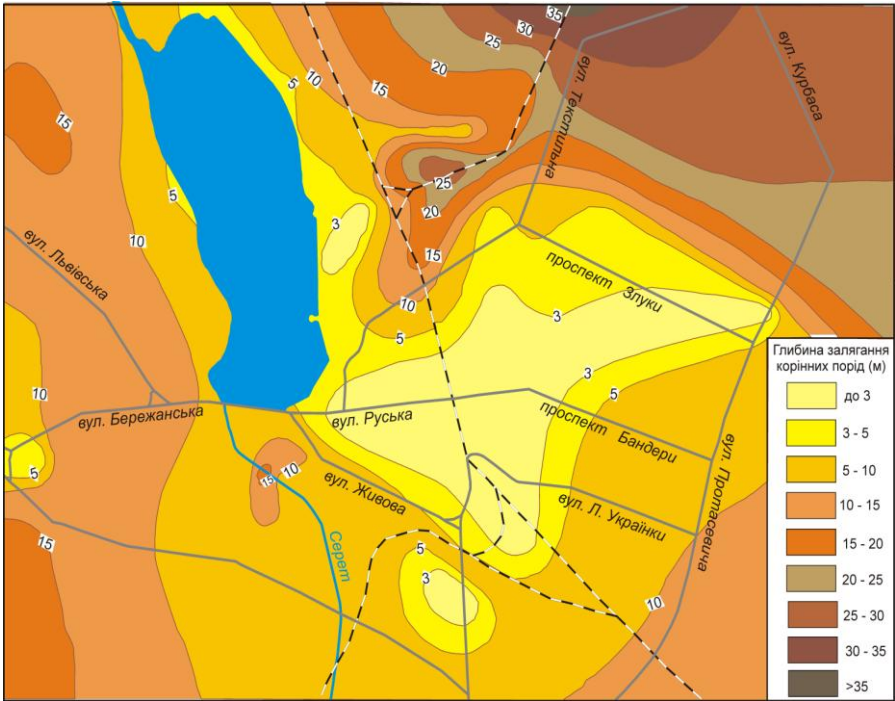 35
30
25
20
15
10
5
вул. Текстильна
вул. Курбаса
15
5
25
20
15
10
3
10
вул. Львівська
проспект Злуки
10
5
3
3
5
вул. Бережанська
вул. Руська
проспект Бандери
5
15
10
вул. Живова
вул. Л. Українки
вул. Протасевича
15
Серет
5
3
10
Глибина залягання
корінних порід (м)
до 3
3 - 5
5-10
10 - 15
15 - 20
20 - 25
25 - 30
30 - 35
>35